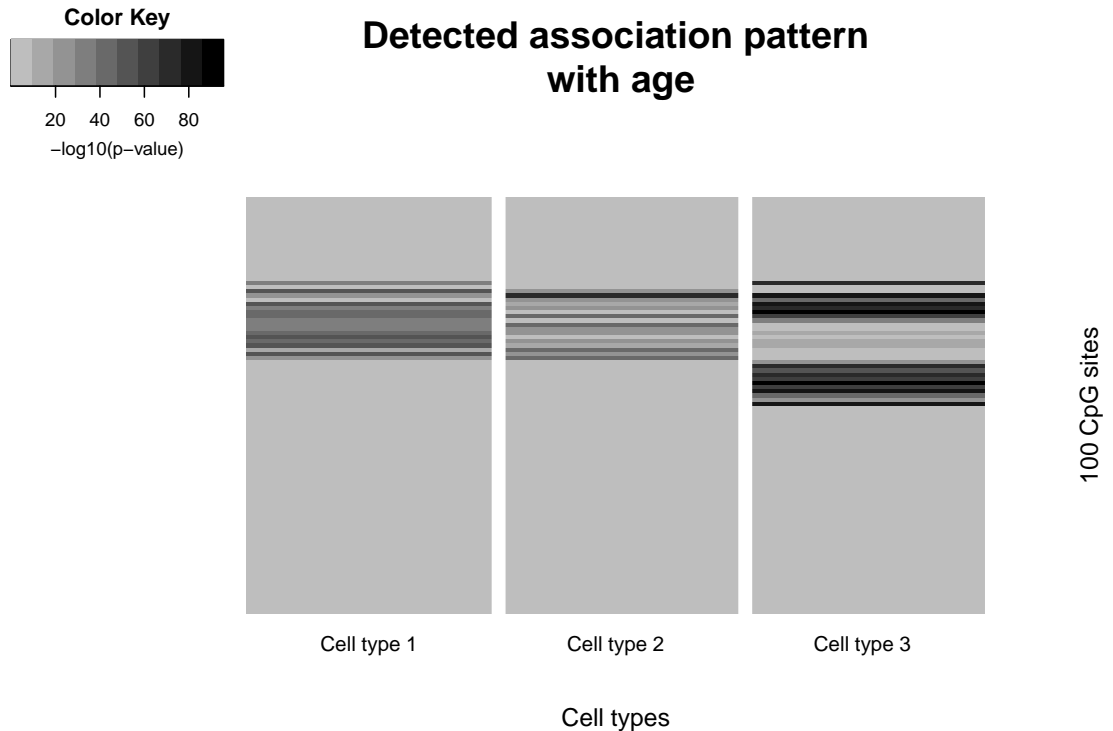 Color Key
20 40 60 80
−log10(p−value)
Detected association pattern
with age
100 CpG sites
Cell type 1
Cell type 2
Cell type 3
Cell types